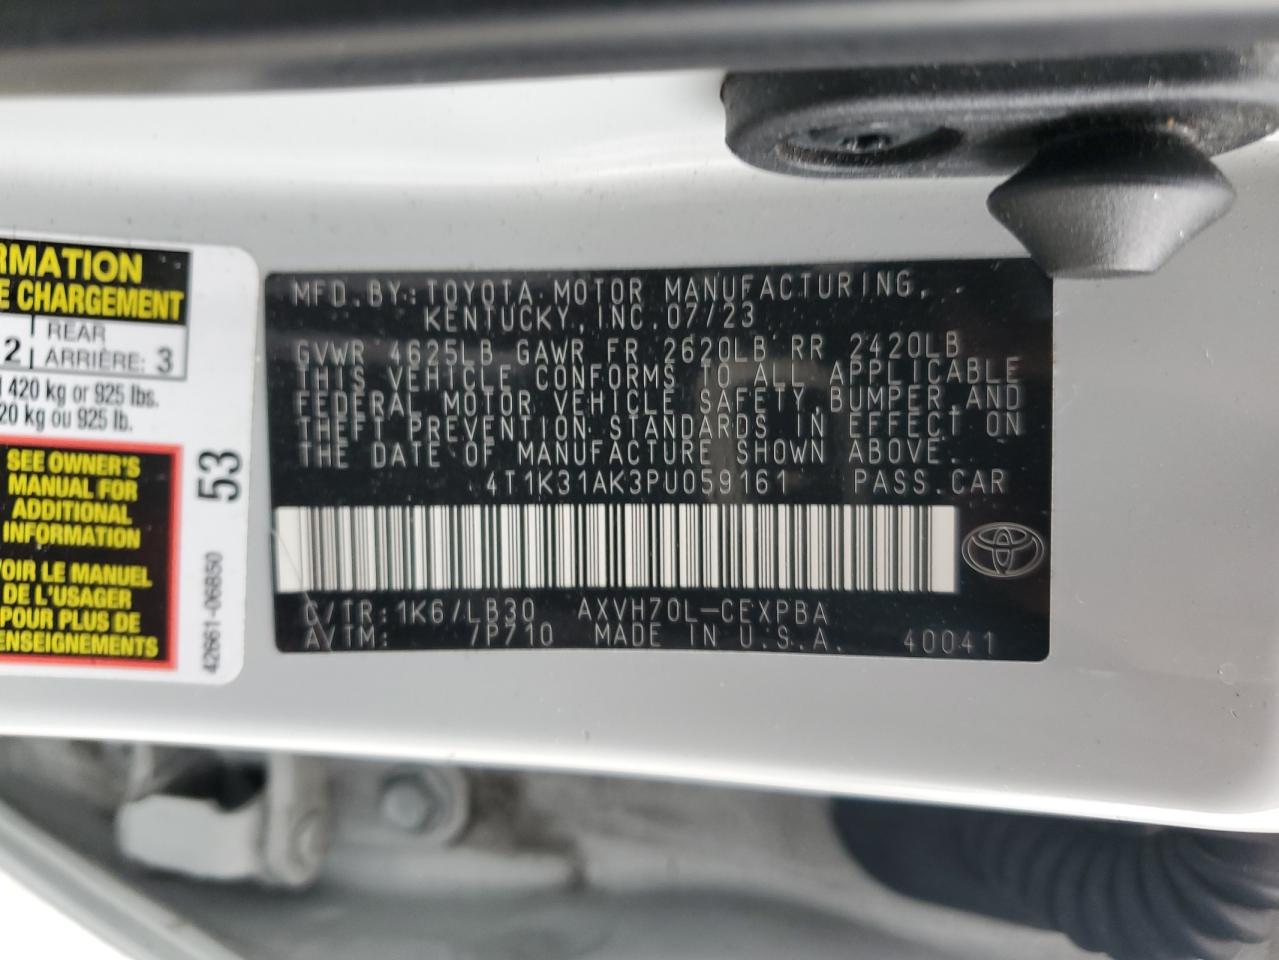 RMATION
E CHARGEMENT
2 REAR
ARRIÈRE: 3
420 kg or 925 lbs.
20 kg ou 925 lb.
SEE OWNER'S
MANUAL FOR
ADDITIONAL
INFORMATION
OIR LE MANUEL
DE L'USAGER
POUR PLUS DE
ENSEIGNEMENTS
53
42661-06B50
MFD.BY:TOYOTA MOTOR MANUFACTURING,
KENTUCKY,INC.07/23
GVWR 4625LB GAWR FR 2620LB RR 2420LB
THIS VEHICLE CONFORMS TO ALL APPLICABLE
FEDERAL MOTOR VEHICLE SAFETY,BUMPER,AND
THEFT PREVENTION STANDARDS IN EFFECT ON
THE DATE OF MANUFACTURE SHOWN ABOVE.
4T1K31AK3PU059161 PASS.CAR
C/TR:1K6/LB30 AXVH70L-CEXPBA
A/TM: /P710 MADE IN U.S.A. 40041